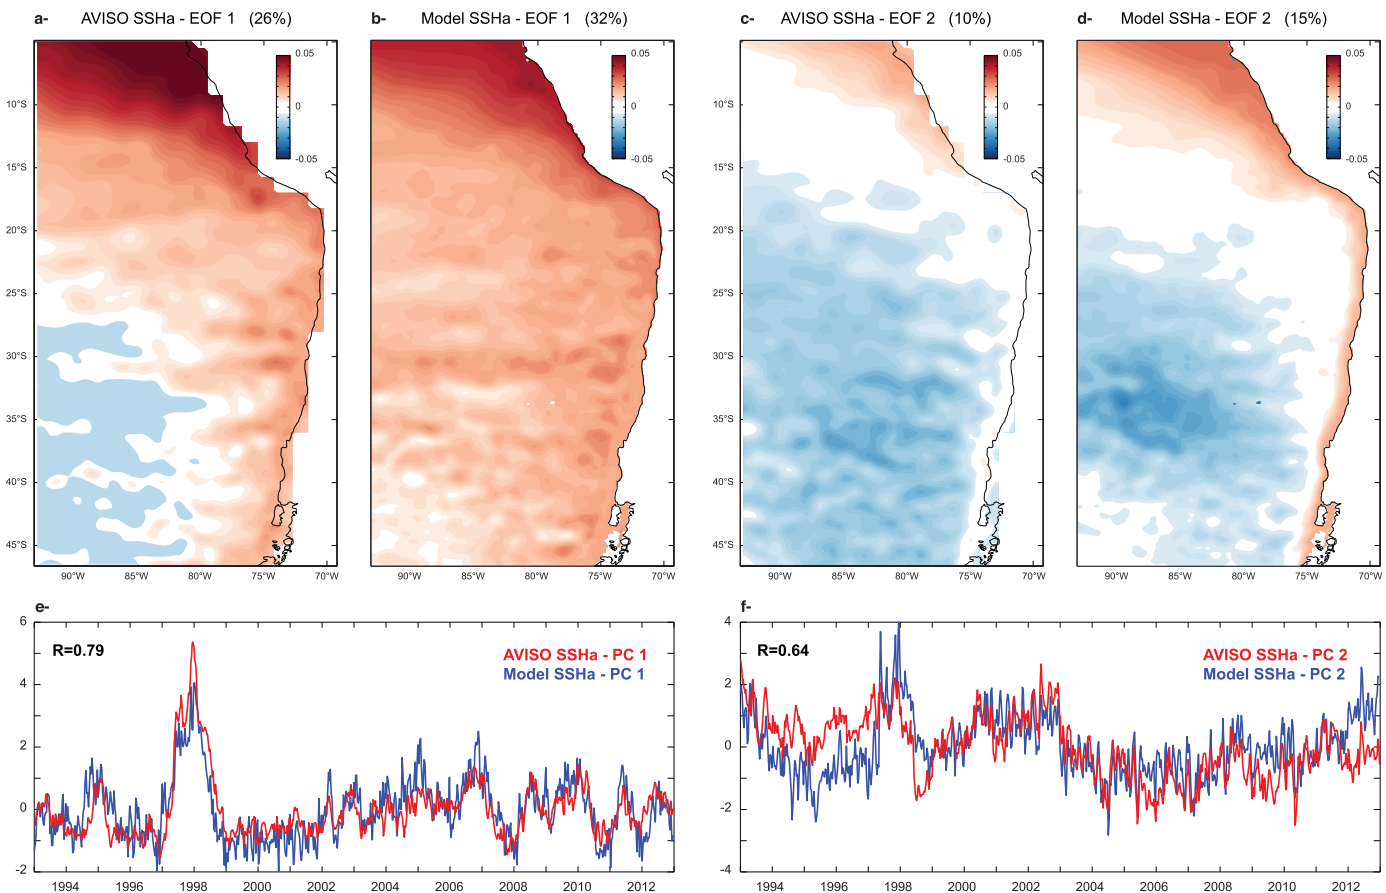 a- AVISO SSHa - EOF 1 (26%)
b- Model SSHa - EOF 1 (32%)
c- AVISO SSHa - EOF 2 (10%)
d- Model SSHa - EOF 2 (15%)
0.05 0.05 0.05 0.05
10°S 0 0 10°S 0 0
-0.05 -0.05 -0.05 -0.05
15°S 15°S
20°S 20°S
25°S 25°S
30°S 30°S
35°S 35°S
40°S 40°S
45°S 45°S
90°W 85°W 80°W 75°W 70°W 90°W 85°W 80°W 75°W 70°W 90°W 85°W 80°W 75°W 70°W 90°W 85°W 80°W 75°W 70°W
e-
6
R=0.79
AVISO SSHa - PC 1
Model SSHa - PC 1
4
2
0
-2
1994 1996 1998 2000 2002 2004 2006 2008 2010 2012
f-
4
R=0.64
AVISO SSHa - PC 2
Model SSHa - PC 2
2
0
-2
-4
1994 1996 1998 2000 2002 2004 2006 2008 2010 2012